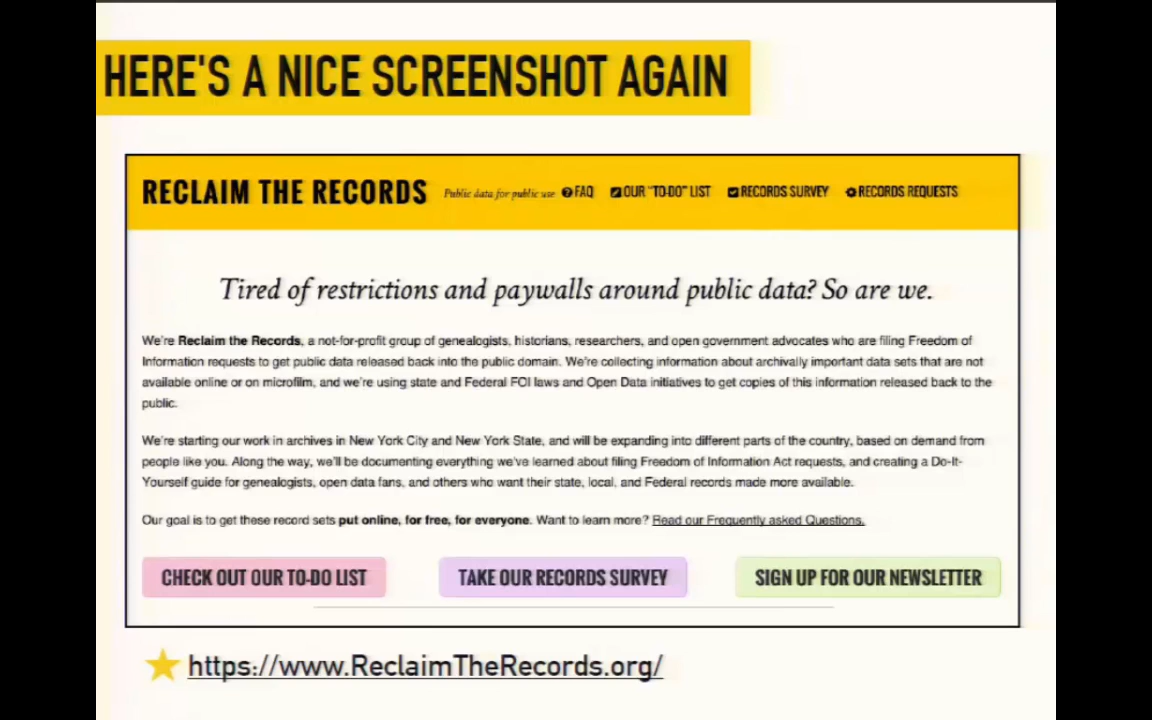 HERE'S A NICE SCREENSHOT AGAIN
RECLAIM THE RECORDS Public data for public use FAQ OUR "TO-DO" LIST RECORDS SURVEY RECORDS REQUESTS
Tired of restrictions and paywalls around public data? So are we.
We're Reclaim the Records, a not-for-profit group of genealogists, historians, researchers, and open government advocates who are filing Freedom of
Information requests to get public data released back into the public domain. We're collecting information about archivally important data sets that are not
available online or on microfilm, and we're using state and Federal FOI laws and Open Data initiatives to get copies of this information released back to the
public.
We're starting our work in archives in New York City and New York State, and will be expanding into different parts of the country, based on demand from
people like you. Along the way, we'll be documenting everything we've learned about filing Freedom of Information Act requests, and creating a Do-It-
Yourself guide for genealogists, open data fans, and others who want their state, local, and Federal records made more available.
Our goal is to get these record sets put online, for free, for everyone. Want to learn more? Read our Frequently asked Questions.
CHECK OUT OUR TO-DO LIST TAKE OUR RECORDS SURVEY SIGN UP FOR OUR NEWSLETTER
https://www.ReclaimTheRecords.org/